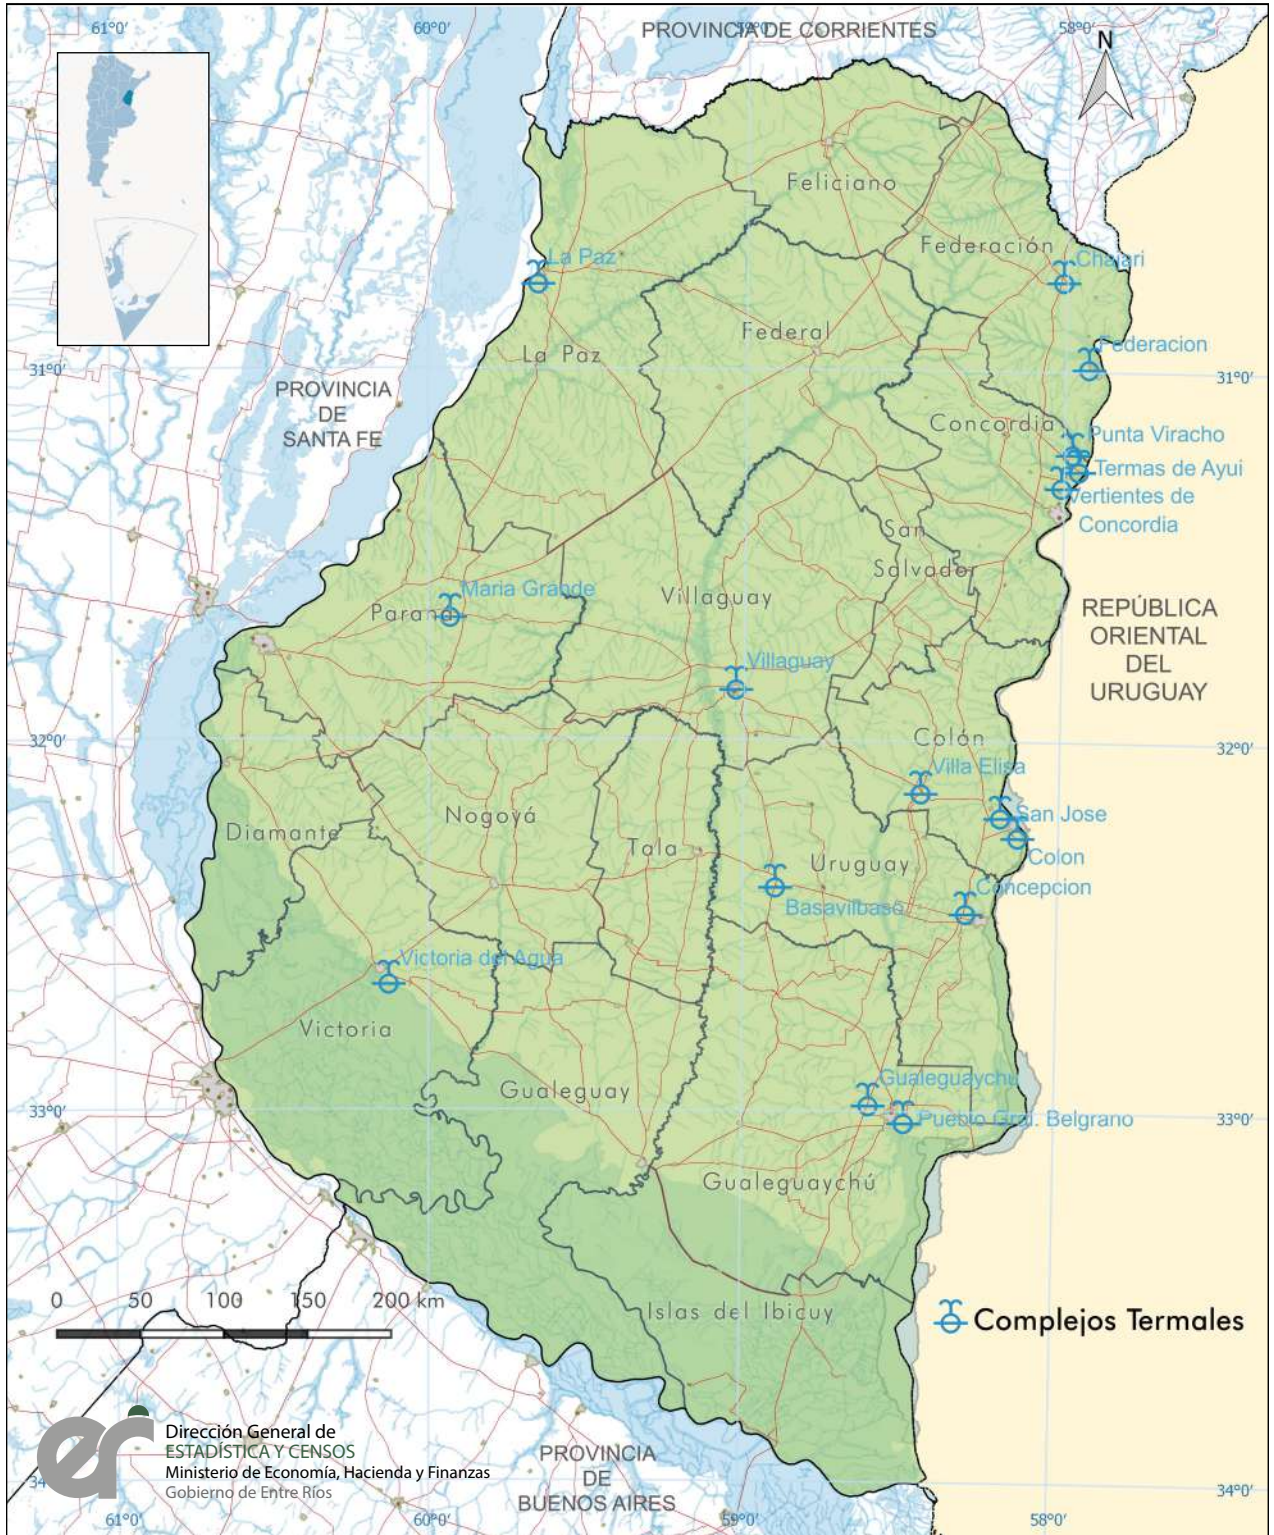 61°0'
60°0'
PROVINCIA DE CORRIENTES
59°0'
58°0'
N
Feliciano
Federación
La Paz
Chajari
Federal
La Paz
Federacion
31°0'
31°0'
PROVINCIA
DE
SANTA FE
Concordia
Punta Viracho
Termas de Ayui
Vertientes de
Concordia
San
Salvador
Maria Grande
Paraná
Villaguay
REPÚBLICA
ORIENTAL
DEL
URUGUAY
Villaguay
32°0'
Colón
32°0'
Villa Elisa
Nogoyá
San Jose
Diamante
Tala
Uruguay
Colon
Concepcion
Basavilbaso
Victoria del Agua
Victoria
Gualeguay
Gualeguaychu
33°0'
Pueblo Gral. Belgrano
33°0'
Gualeguaychú
0 50 100 150 200 km
Islas del Ibicuy
Complejos Termales
er
Dirección General de
ESTADÍSTICA Y CENSOS
Ministerio de Economía, Hacienda y Finanzas
Gobierno de Entre Ríos
PROVINCIA
DE
BUENOS AIRES
34°0'
61°0'
60°0'
59°0'
58°0'